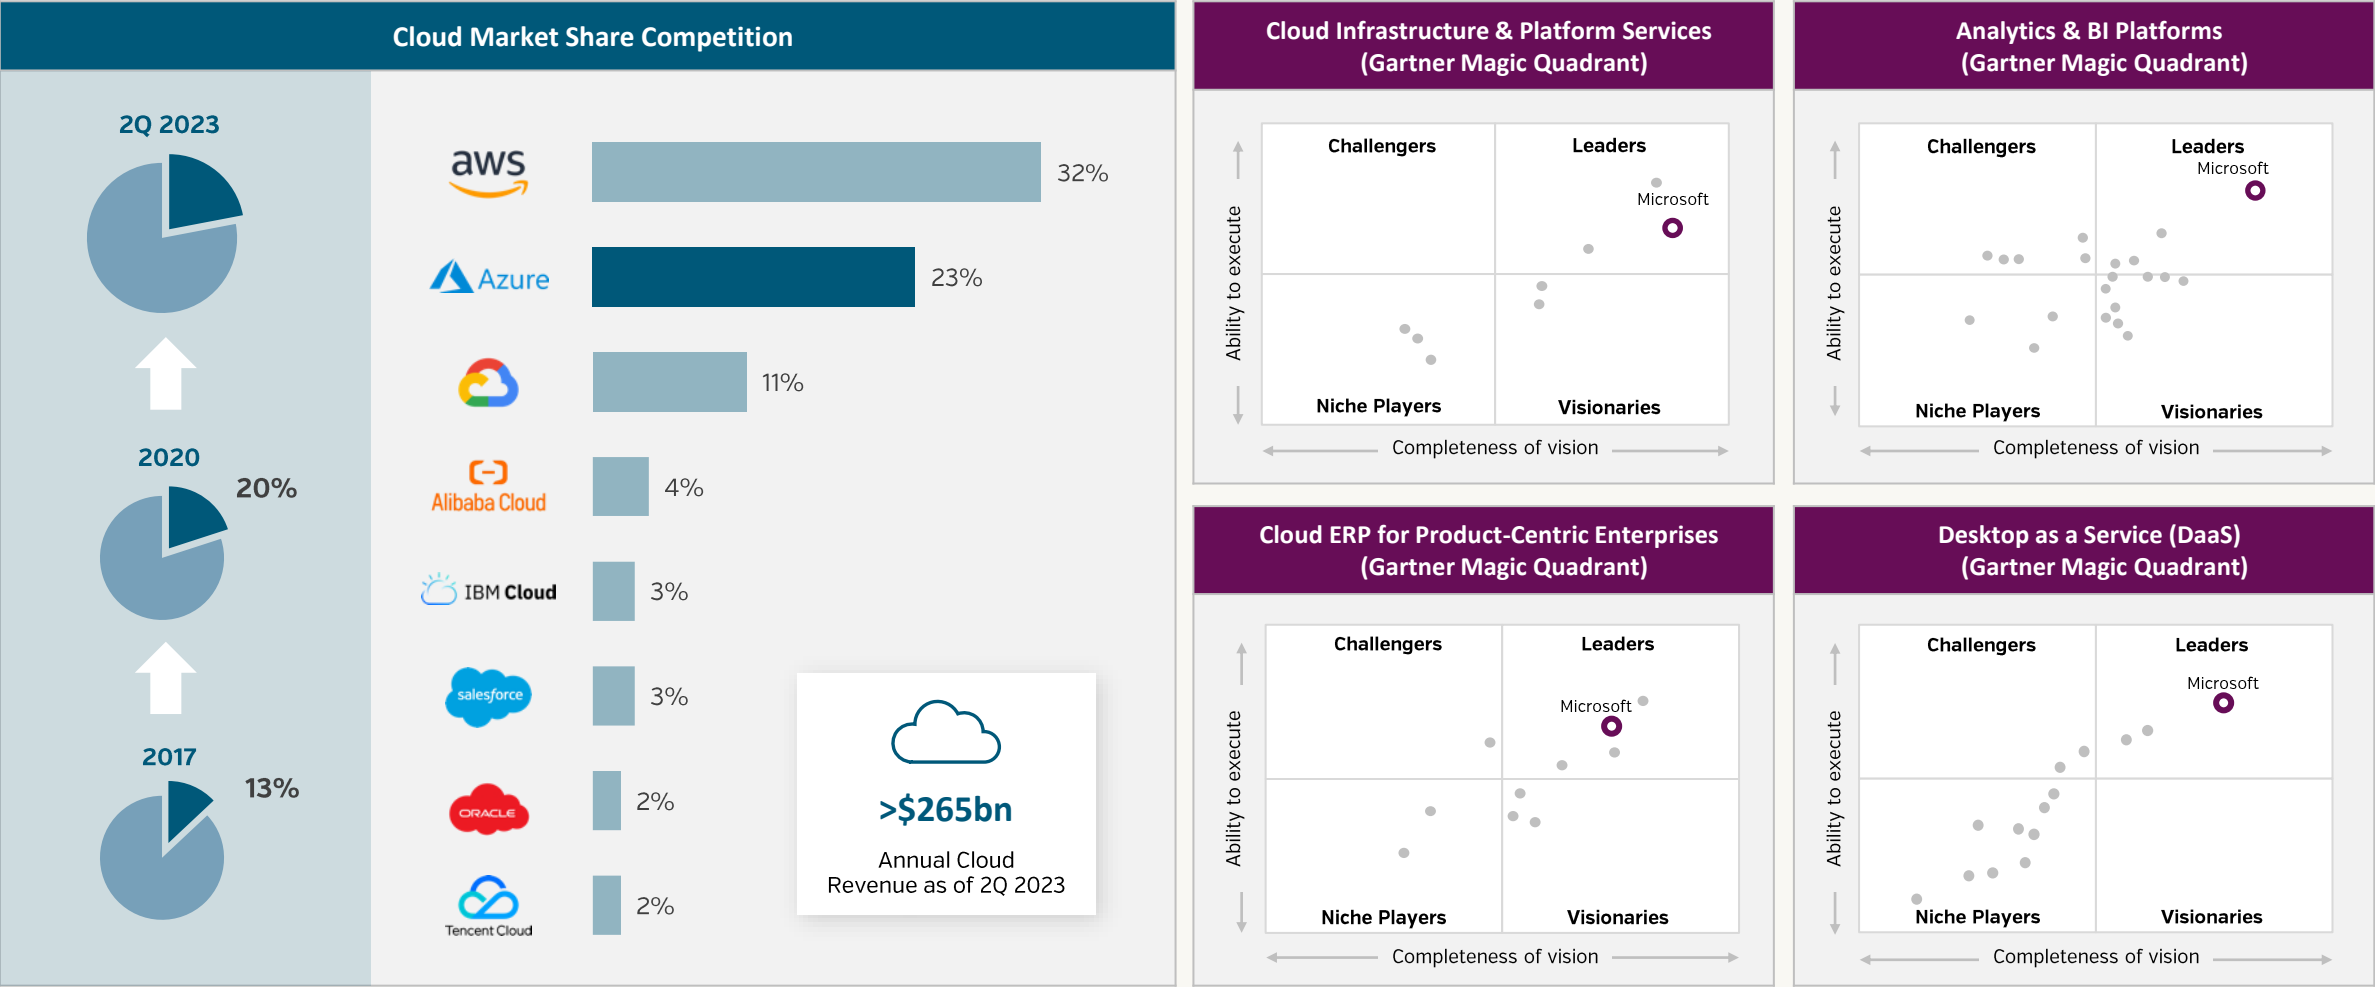 Cloud Market Share Competition
2Q 2023
2020
20%
2017
13%
aws
32%
Azure
23%
11%
Alibaba Cloud
4%
IBM Cloud
3%
salesforce
3%
ORACLE
2%
Tencent Cloud
2%
>$265bn
Annual Cloud
Revenue as of 2Q 2023
Cloud Infrastructure & Platform Services
(Gartner Magic Quadrant)
Challengers
Leaders
Microsoft
Ability to execute
Niche Players
Visionaries
Completeness of vision
Analytics & BI Platforms
(Gartner Magic Quadrant)
Challengers
Leaders
Microsoft
Ability to execute
Niche Players
Visionaries
Completeness of vision
Cloud ERP for Product-Centric Enterprises
(Gartner Magic Quadrant)
Challengers
Leaders
Microsoft
Ability to execute
Niche Players
Visionaries
Completeness of vision
Desktop as a Service (DaaS)
(Gartner Magic Quadrant)
Challengers
Leaders
Microsoft
Ability to execute
Niche Players
Visionaries
Completeness of vision